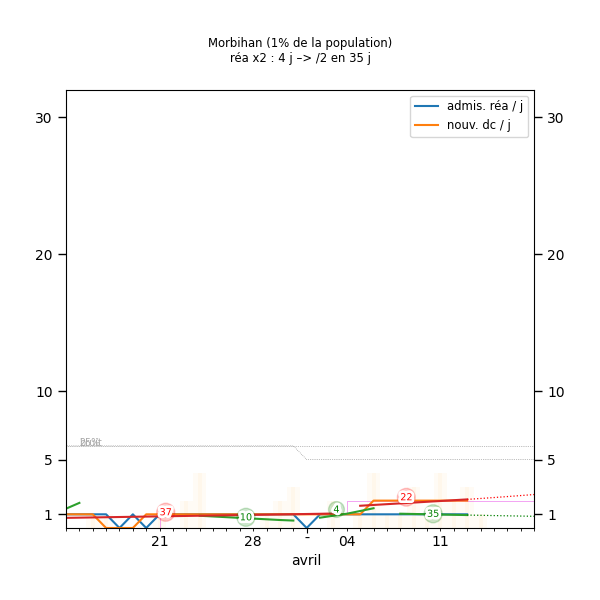 Morbihan (1% de la population)
réa x2 : 4 j –> /2 en 35 j
admis. réa / j
nouv. dc / j
30 30
20 20
10 10
5 5
1 1
37 10 4 22 35
21 28 - 04 11
avril